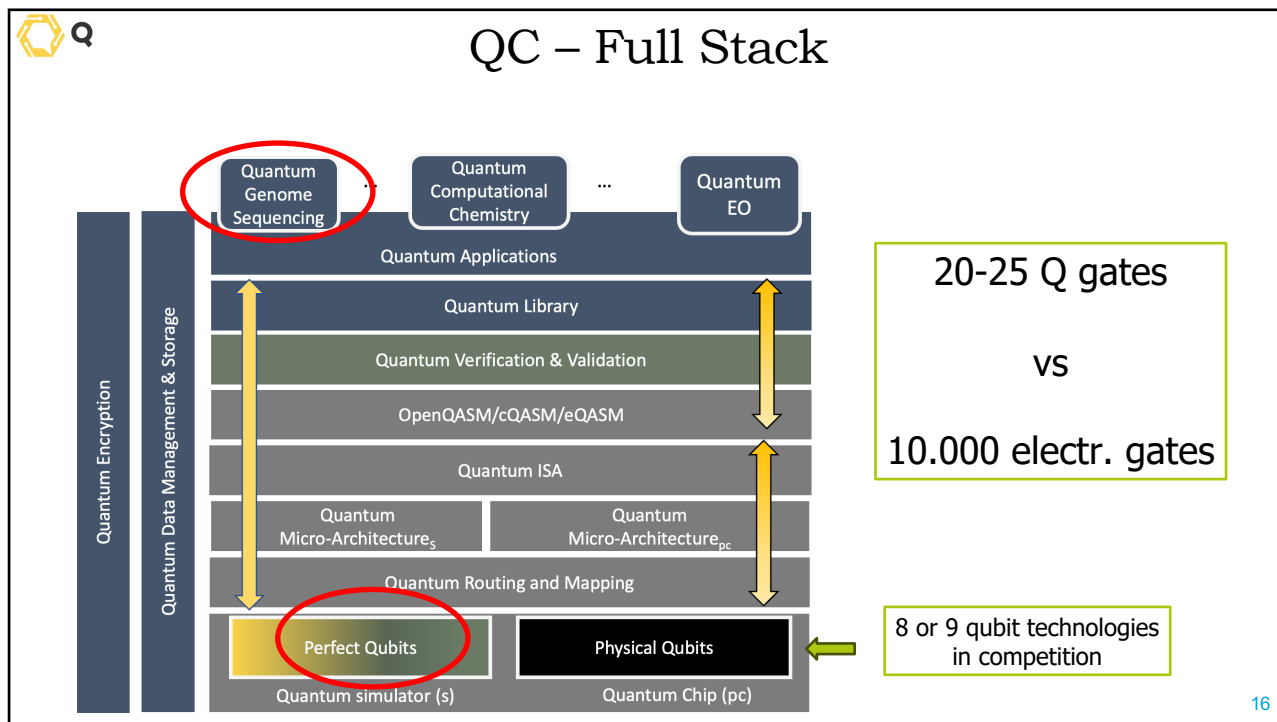 Q
QC – Full Stack
Quantum
Genome
Sequencing
...
Quantum
Computational
Chemistry
...
Quantum
EO
Quantum Encryption
Quantum Data Management & Storage
Quantum Applications
Quantum Library
Quantum Verification & Validation
OpenQASM/cQASM/eQASM
Quantum ISA
Quantum
Micro-Architectureₛ
Quantum
Micro-Architecturepc
Quantum Routing and Mapping
Perfect Qubits
Physical Qubits
Quantum simulator (s)
Quantum Chip (pc)
20-25 Q gates
vs
10.000 electr. gates
8 or 9 qubit technologies
in competition
16